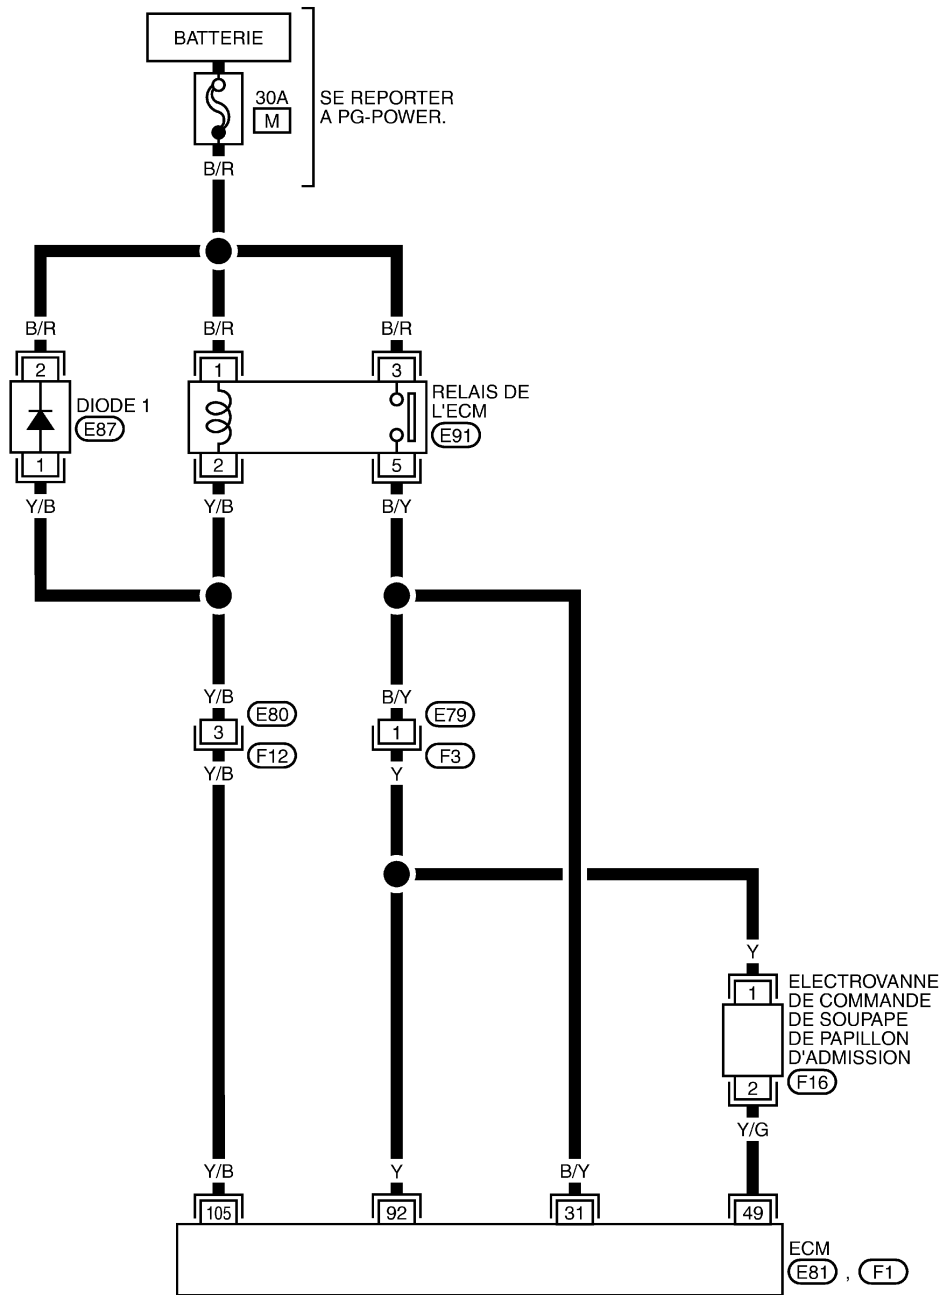 BATTERIE
30A
M
SE REPORTER
A PG-POWER.
B/R
B/R
B/R
B/R
2
1
3
DIODE 1
E87
RELAIS DE
L'ECM
E91
1
2
5
Y/B
Y/B
B/Y
Y/B
B/Y
3
E80
1
E79
F12
F3
Y/B
Y
Y
1
ELECTROVANNE
DE COMMANDE
DE SOUPAPE
DE PAPILLON
D'ADMISSION
2
F16
Y/G
Y/B
Y
B/Y
105
92
31
49
ECM
E81 , F1